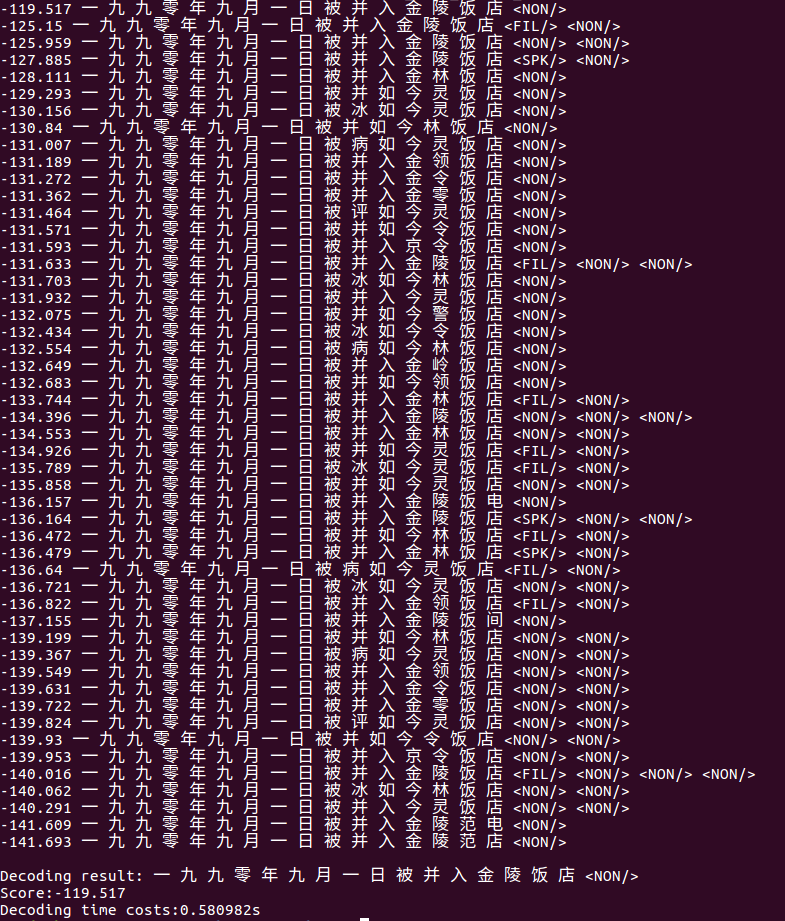 -119.517 一 九 九 零 年 九 月 一 日 被 并 入 金 陵 饭 店 <NON/>
-125.15 一 九 九 零 年 九 月 一 日 被 并 入 金 陵 饭 店 <FIL/> <NON/>
-125.959 一 九 九 零 年 九 月 一 日 被 并 入 金 陵 饭 店 <NON/> <NON/>
-127.885 一 九 九 零 年 九 月 一 日 被 并 入 金 陵 饭 店 <SPK/> <NON/>
-128.111 一 九 九 零 年 九 月 一 日 被 并 入 金 林 饭 店 <NON/>
-129.293 一 九 九 零 年 九 月 一 日 被 并 如 今 灵 饭 店 <NON/>
-130.156 一 九 九 零 年 九 月 一 日 被 冰 如 今 灵 饭 店 <NON/>
-130.84 一 九 九 零 年 九 月 一 日 被 并 如 今 林 饭 店 <NON/>
-131.007 一 九 九 零 年 九 月 一 日 被 病 如 今 灵 饭 店 <NON/>
-131.189 一 九 九 零 年 九 月 一 日 被 并 入 金 领 饭 店 <NON/>
-131.272 一 九 九 零 年 九 月 一 日 被 并 入 金 令 饭 店 <NON/>
-131.362 一 九 九 零 年 九 月 一 日 被 并 入 金 零 饭 店 <NON/>
-131.464 一 九 九 零 年 九 月 一 日 被 评 如 今 灵 饭 店 <NON/>
-131.571 一 九 九 零 年 九 月 一 日 被 并 如 今 令 饭 店 <NON/>
-131.593 一 九 九 零 年 九 月 一 日 被 并 入 京 令 饭 店 <NON/>
-131.633 一 九 九 零 年 九 月 一 日 被 并 入 金 陵 饭 店 <FIL/> <NON/> <NON/>
-131.703 一 九 九 零 年 九 月 一 日 被 冰 如 今 林 饭 店 <NON/>
-131.932 一 九 九 零 年 九 月 一 日 被 并 入 今 灵 饭 店 <NON/>
-132.075 一 九 九 零 年 九 月 一 日 被 并 如 今 警 饭 店 <NON/>
-132.434 一 九 九 零 年 九 月 一 日 被 冰 如 今 令 饭 店 <NON/>
-132.554 一 九 九 零 年 九 月 一 日 被 病 如 今 林 饭 店 <NON/>
-132.649 一 九 九 零 年 九 月 一 日 被 并 入 金 岭 饭 店 <NON/>
-132.683 一 九 九 零 年 九 月 一 日 被 并 如 今 领 饭 店 <NON/>
-133.744 一 九 九 零 年 九 月 一 日 被 并 入 金 林 饭 店 <FIL/> <NON/>
-134.396 一 九 九 零 年 九 月 一 日 被 并 入 金 陵 饭 店 <NON/> <NON/> <NON/>
-134.553 一 九 九 零 年 九 月 一 日 被 并 入 金 林 饭 店 <NON/> <NON/>
-134.926 一 九 九 零 年 九 月 一 日 被 并 如 今 灵 饭 店 <FIL/> <NON/>
-135.789 一 九 九 零 年 九 月 一 日 被 冰 如 今 灵 饭 店 <FIL/> <NON/>
-135.858 一 九 九 零 年 九 月 一 日 被 并 如 今 灵 饭 店 <NON/> <NON/>
-136.157 一 九 九 零 年 九 月 一 日 被 并 入 金 陵 饭 电 <NON/>
-136.164 一 九 九 零 年 九 月 一 日 被 并 入 金 陵 饭 店 <SPK/> <NON/> <NON/>
-136.472 一 九 九 零 年 九 月 一 日 被 并 如 今 林 饭 店 <FIL/> <NON/>
-136.479 一 九 九 零 年 九 月 一 日 被 并 入 金 林 饭 店 <SPK/> <NON/>
-136.64 一 九 九 零 年 九 月 一 日 被 病 如 今 灵 饭 店 <FIL/> <NON/>
-136.721 一 九 九 零 年 九 月 一 日 被 冰 如 今 灵 饭 店 <NON/> <NON/>
-136.822 一 九 九 零 年 九 月 一 日 被 并 入 金 领 饭 店 <FIL/> <NON/>
-137.155 一 九 九 零 年 九 月 一 日 被 并 入 金 陵 饭 间 <NON/>
-139.199 一 九 九 零 年 九 月 一 日 被 并 如 今 林 饭 店 <NON/> <NON/>
-139.367 一 九 九 零 年 九 月 一 日 被 病 如 今 灵 饭 店 <NON/> <NON/>
-139.549 一 九 九 零 年 九 月 一 日 被 并 入 金 领 饭 店 <NON/> <NON/>
-139.631 一 九 九 零 年 九 月 一 日 被 并 入 金 令 饭 店 <NON/> <NON/>
-139.722 一 九 九 零 年 九 月 一 日 被 并 入 金 零 饭 店 <NON/> <NON/>
-139.824 一 九 九 零 年 九 月 一 日 被 评 如 今 灵 饭 店 <NON/> <NON/>
-139.93 一 九 九 零 年 九 月 一 日 被 并 如 今 令 饭 店 <NON/> <NON/>
-139.953 一 九 九 零 年 九 月 一 日 被 并 入 京 令 饭 店 <NON/> <NON/>
-140.016 一 九 九 零 年 九 月 一 日 被 并 入 金 陵 饭 店 <FIL/> <NON/> <NON/> <NON/>
-140.062 一 九 九 零 年 九 月 一 日 被 冰 如 今 林 饭 店 <NON/> <NON/>
-140.291 一 九 九 零 年 九 月 一 日 被 并 入 今 灵 饭 店 <NON/> <NON/>
-141.609 一 九 九 零 年 九 月 一 日 被 并 入 金 陵 范 电 <NON/>
-141.693 一 九 九 零 年 九 月 一 日 被 并 入 金 陵 范 店 <NON/>
Decoding result: 一 九 九 零 年 九 月 一 日 被 并 入 金 陵 饭 店 <NON/>
Score:-119.517
Decoding time costs:0.580982s